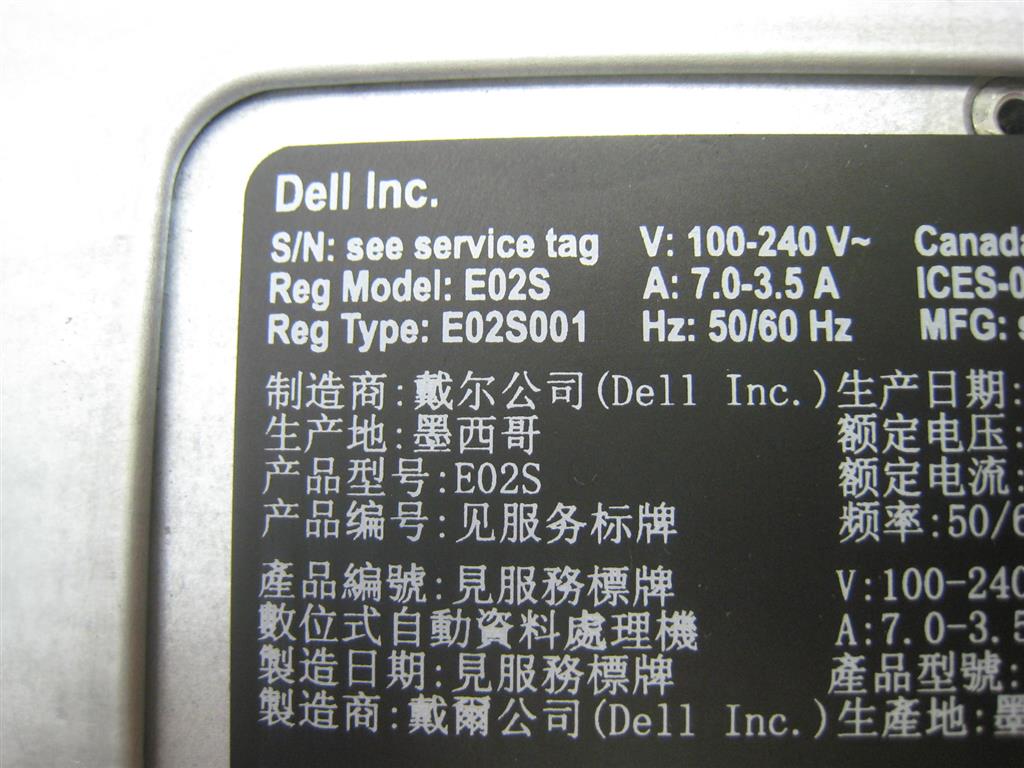 Dell Inc.
S/N: see service tag V: 100-240 V~ Canada
Reg Model: E02S A: 7.0-3.5 A ICES-0
Reg Type: E02S001 Hz: 50/60 Hz MFG:
制造商:戴尔公司(Dell Inc.) 生产日期:
生产地:墨西哥 额定电压:
产品型号:E02S 额定电流:
产品编号:见服务标牌 频率:50/6
產品編號:見服務標牌 V:100-240
數位式自動資料處理機 A:7.0-3.5
製造日期:見服務標牌 產品型號:
製造商:戴爾公司(Dell Inc.) 生產地:墨